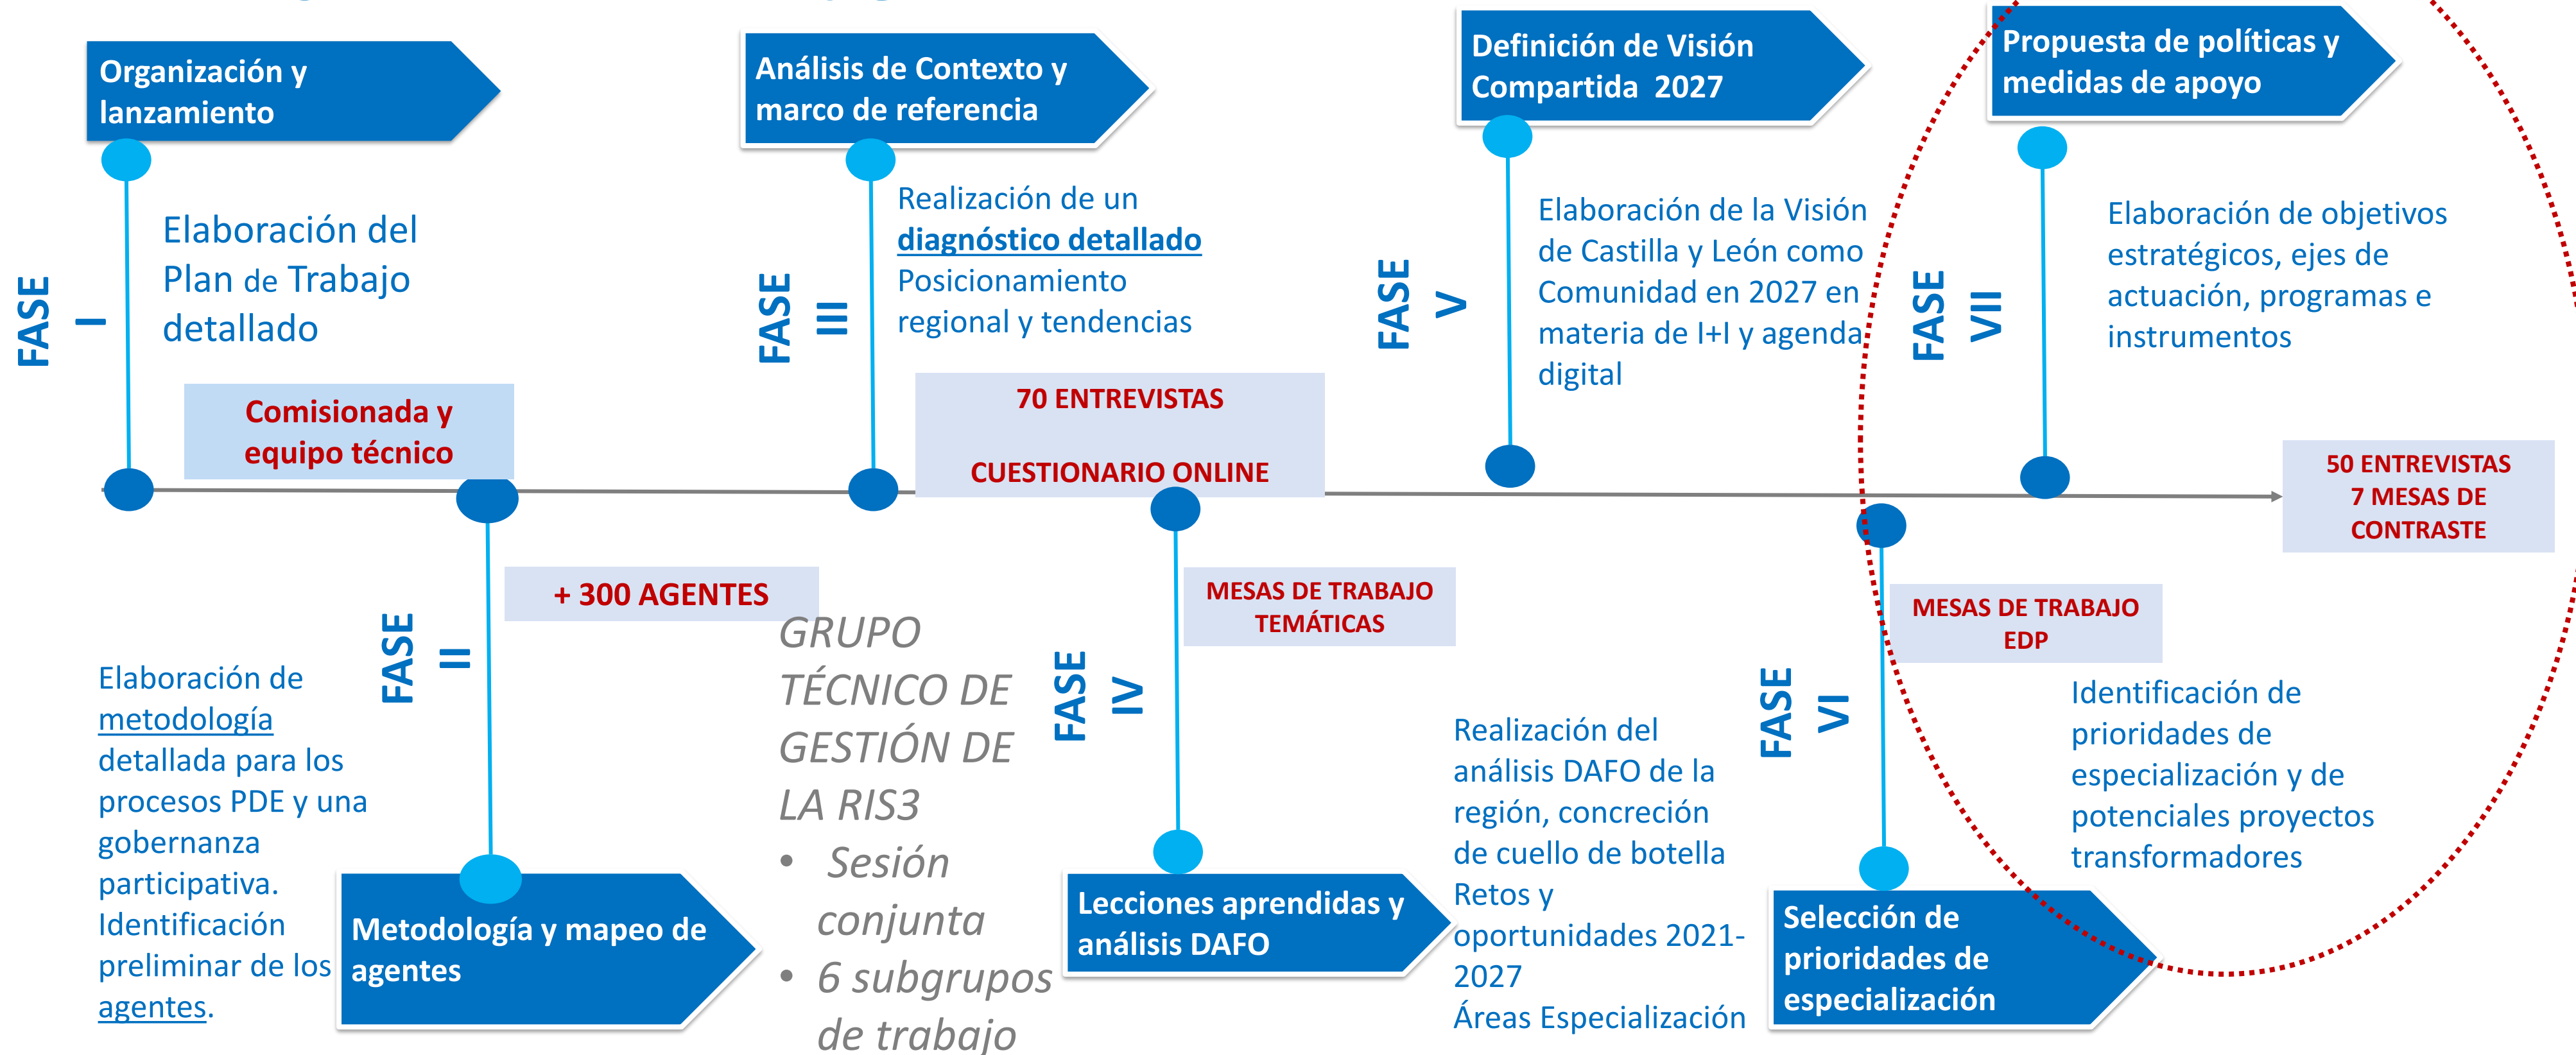 Organización y
lanzamiento
FASE
I
Elaboración del
Plan de Trabajo
detallado
Comisionada y
equipo técnico
FASE
II
+ 300 AGENTES
Elaboración de
metodología
detallada para los
procesos PDE y una
gobernanza
participativa.
Identificación
preliminar de los
agentes.
Metodología y mapeo de
agentes
Análisis de Contexto y
marco de referencia
FASE
III
Realización de un
diagnóstico detallado
Posicionamiento
regional y tendencias
70 ENTREVISTAS
CUESTIONARIO ONLINE
GRUPO
TÉCNICO DE
GESTIÓN DE
LA RIS3
• Sesión
conjunta
• 6 subgrupos
de trabajo
FASE
IV
MESAS DE TRABAJO
TEMÁTICAS
Lecciones aprendidas y
análisis DAFO
Realización del
análisis DAFO de la
región, concreción
de cuello de botella
Retos y
oportunidades 2021-
2027
Áreas Especialización
Definición de Visión
Compartida 2027
FASE
V
Elaboración de la Visión
de Castilla y León como
Comunidad en 2027 en
materia de I+I y agenda
digital
FASE
VI
MESAS DE TRABAJO
EDP
Identificación de
prioridades de
especialización y de
potenciales proyectos
transformadores
Selección de
prioridades de
especialización
Propuesta de políticas y
medidas de apoyo
FASE
VII
Elaboración de objetivos
estratégicos, ejes de
actuación, programas e
instrumentos
50 ENTREVISTAS
7 MESAS DE
CONTRASTE